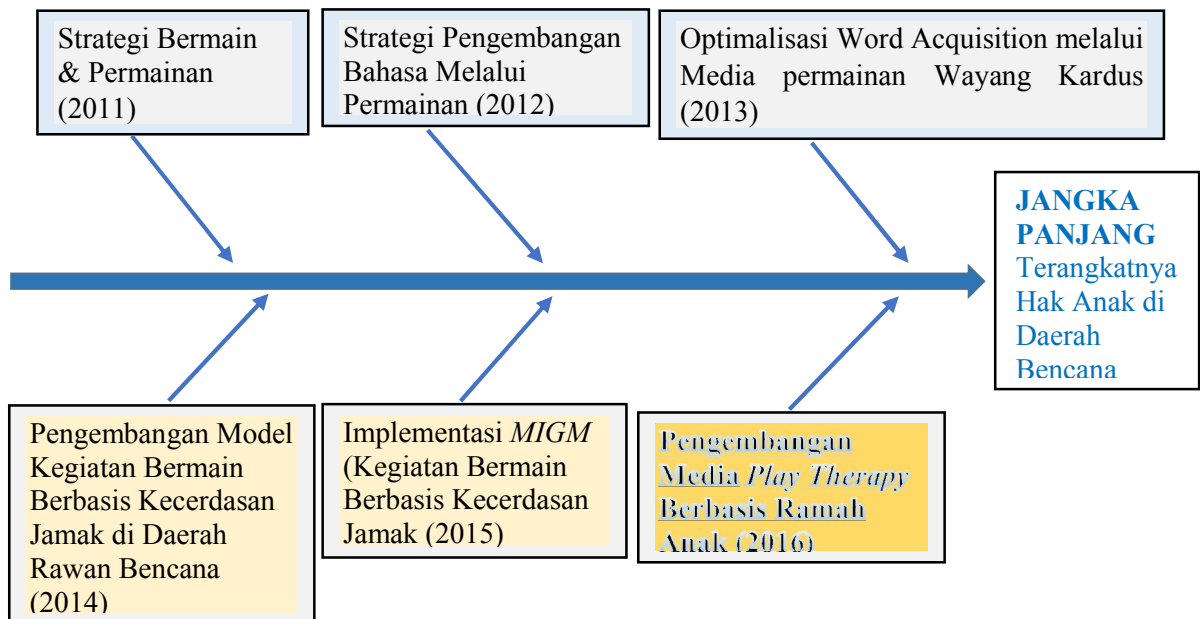 Strategi Bermain
& Permainan
(2011)
Strategi Pengembangan
Bahasa Melalui
Permainan (2012)
Optimalisasi Word Acquisition melalui
Media permainan Wayang Kardus
(2013)
JANGKA
PANJANG
Terangkatnya
Hak Anak di
Daerah
Bencana
Pengembangan Model
Kegiatan Bermain
Berbasis Kecerdasan
Jamak di Daerah
Rawan Bencana
(2014)
Implementasi MIGM
(Kegiatan Bermain
Berbasis Kecerdasan
Jamak (2015)
Pengembangan
Media Play Therapy
Berbasis Ramah
Anak (2016)